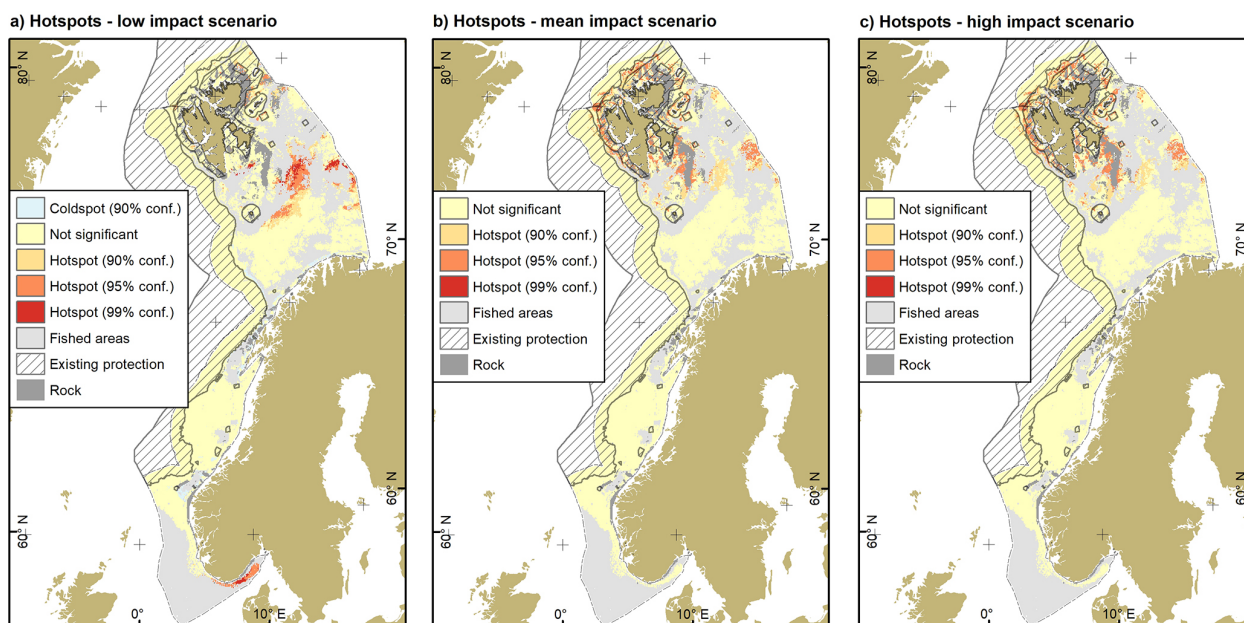 a) Hotspots - low impact scenario
80° N
70° N
60° N
60° N
0°
10° E
Coldspot (90% conf.)
Not significant
Hotspot (90% conf.)
Hotspot (95% conf.)
Hotspot (99% conf.)
Fished areas
Existing protection
Rock
b) Hotspots - mean impact scenario
80° N
70° N
60° N
60° N
0°
10° E
Not significant
Hotspot (90% conf.)
Hotspot (95% conf.)
Hotspot (99% conf.)
Fished areas
Existing protection
Rock
c) Hotspots - high impact scenario
80° N
70° N
60° N
60° N
0°
10° E
Not significant
Hotspot (90% conf.)
Hotspot (95% conf.)
Hotspot (99% conf.)
Fished areas
Existing protection
Rock